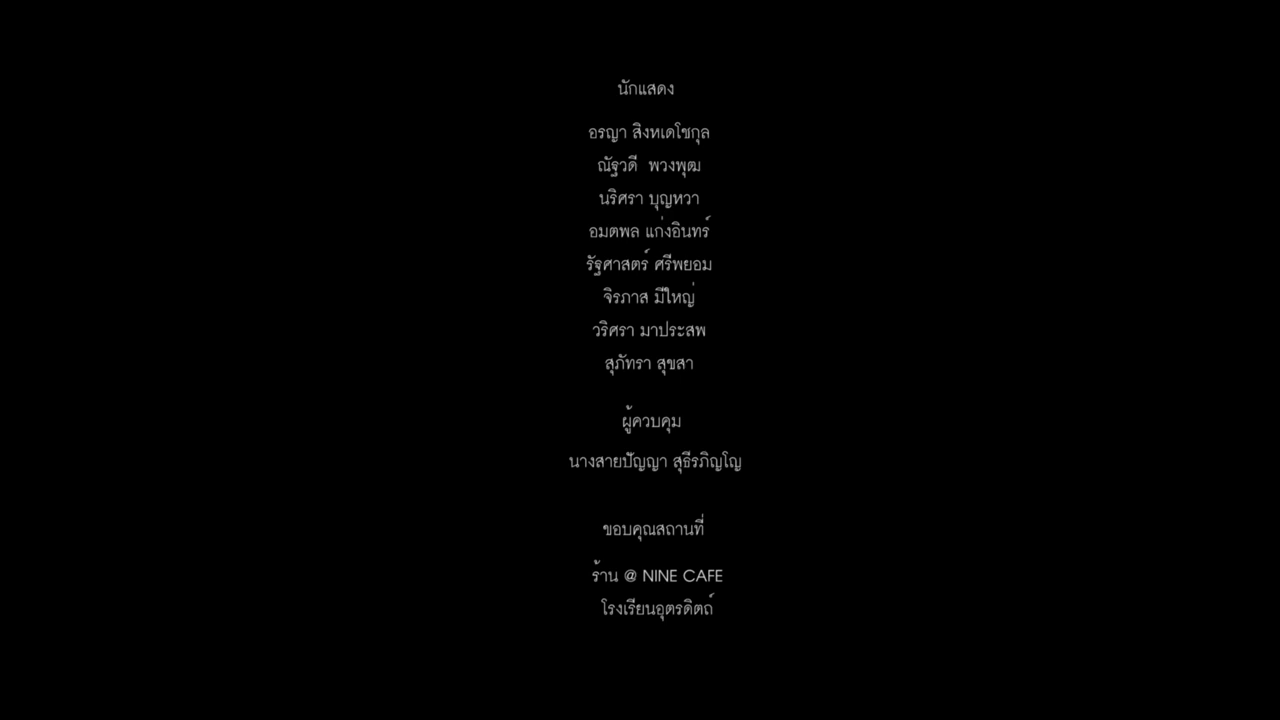 นักแสดง
อรญา สิงหเดโชกุล
ณัฐวดี พวงพุฒ
นริศรา บุญหวา
อมตพล แก่งอินทร์
รัฐศาสตร์ ศรีพยอม
จิรภาส มีใหญ่
วริศรา มาประสพ
สุภัทรา สุขสา
ผู้ควบคุม
นางสายปัญญา สุธีรภิญโญ
ขอบคุณสถานที่
ร้าน @ NINE CAFE
โรงเรียนอุตรดิตถ์